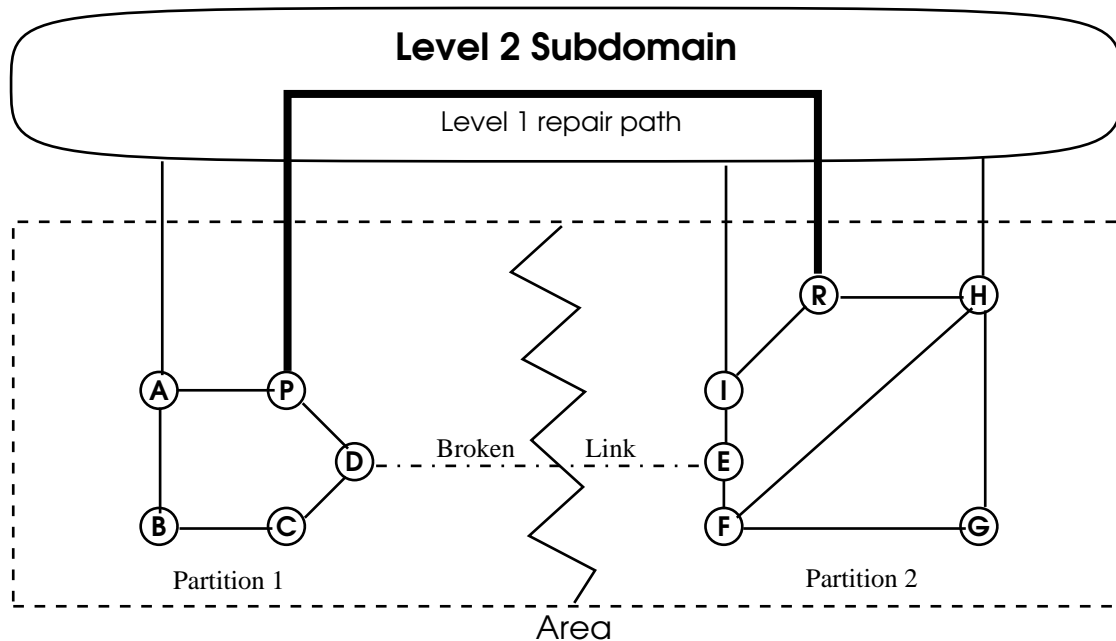 Level 2 Subdomain
Level 1 repair path
R
H
A
P
I
D
Broken
Link
E
B
C
F
G
Partition 1
Partition 2
Area